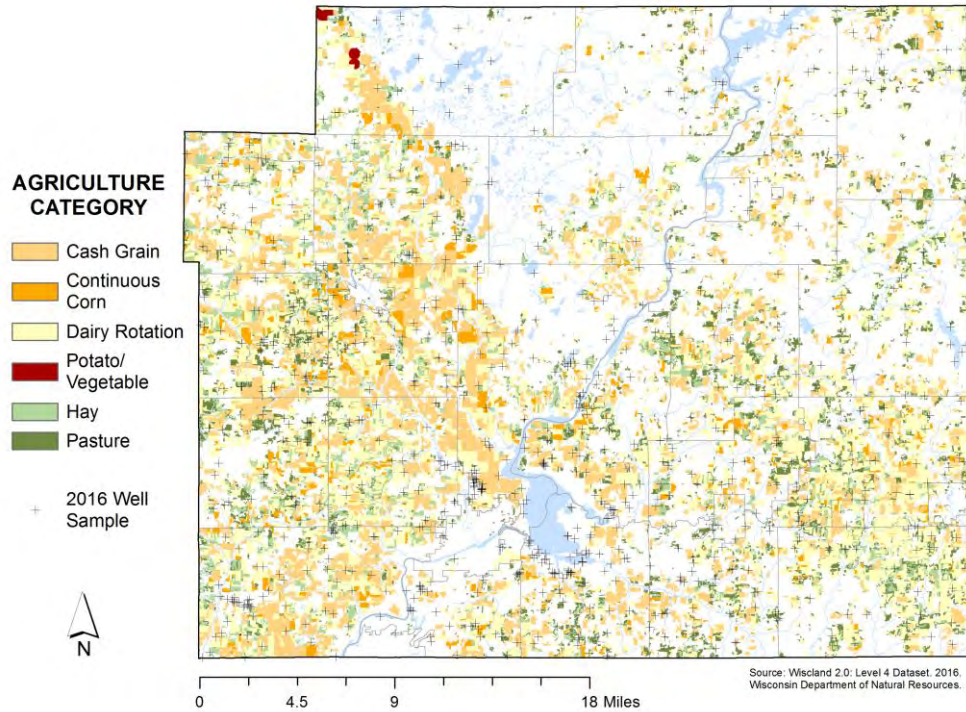 AGRICULTURE
CATEGORY
Cash Grain
Continuous
Corn
Dairy Rotation
Potato/
Vegetable
Hay
Pasture
2016 Well
Sample
N
0 4.5 9 18 Miles
Source: Wiscland 2.0: Level 4 Dataset. 2016.
Wisconsin Department of Natural Resources.